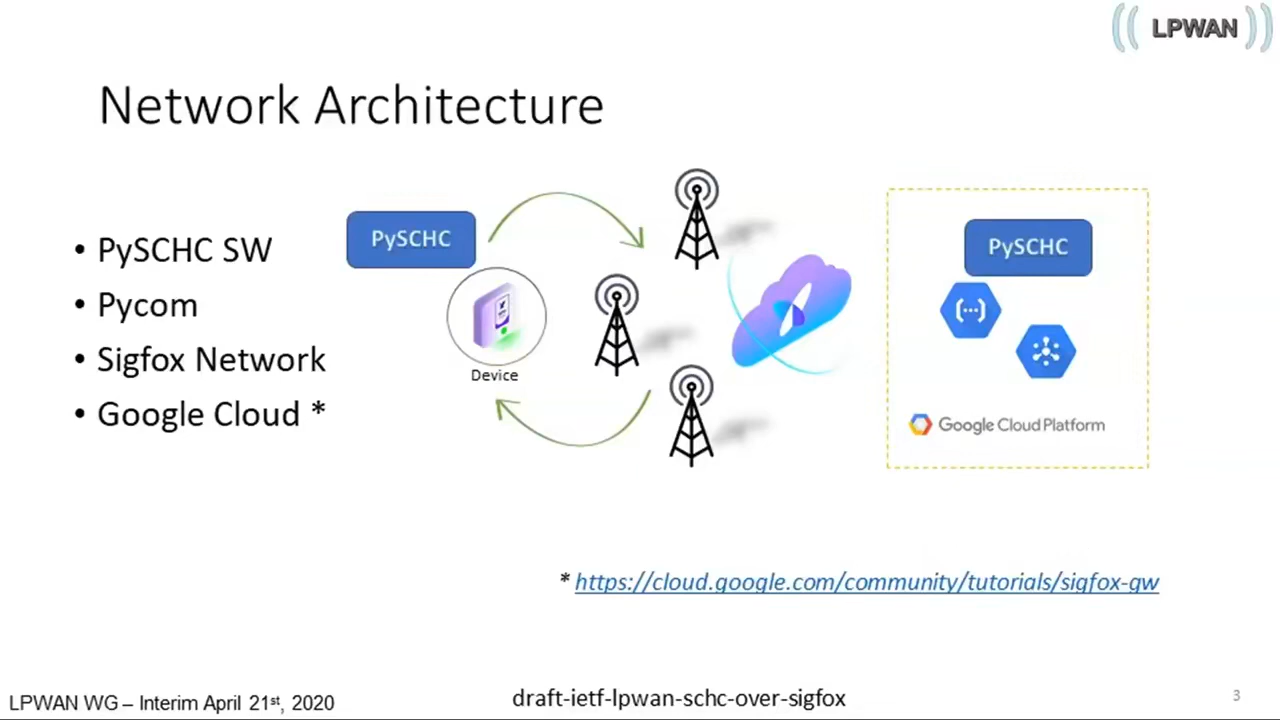 LPWAN
Network Architecture
• PySCHC SW
• Pycom
• Sigfox Network
• Google Cloud *
PySCHC
Device
PySCHC
Google Cloud Platform
* https://cloud.google.com/community/tutorials/sigfox-gw
LPWAN WG – Interim April 21st, 2020
draft-ietf-lpwan-schc-over-sigfox
3